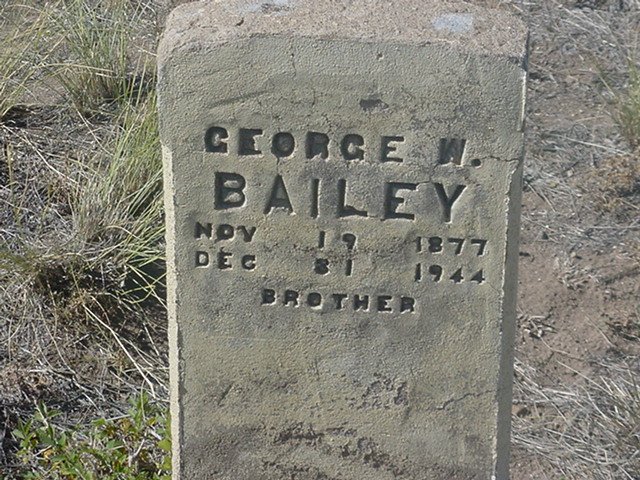 GEORGE W.
BAILEY
NOV 19 1877
DEC 31 1944
BROTHER